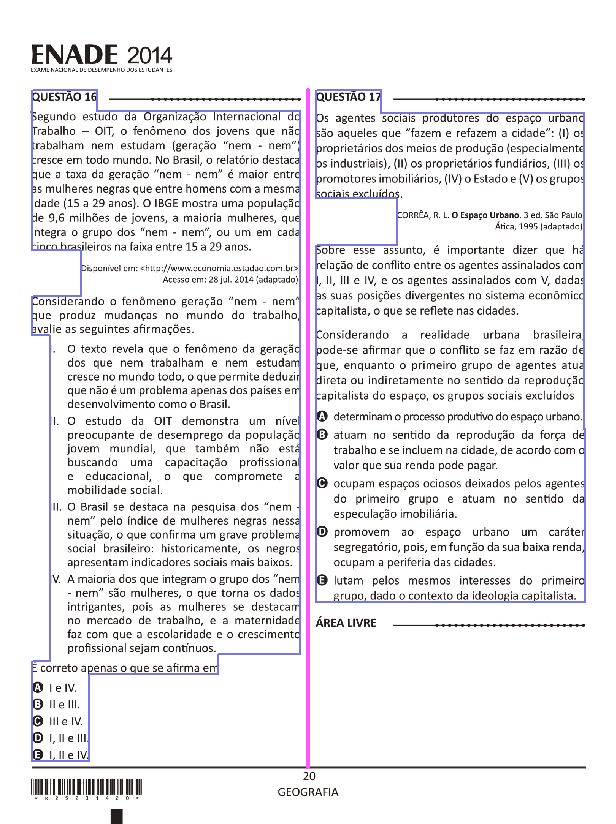 ENADE 2014
EXAME NACIONAL DE DESEMPENHO DOS ESTUDANTES
QUESTÃO 16
Segundo estudo da Organização Internacional do
Trabalho – OIT, o fenômeno dos jovens que não
trabalham nem estudam (geração “nem - nem”)
cresce em todo mundo. No Brasil, o relatório destaca
que a taxa da geração “nem - nem” é maior entre
as mulheres negras que entre homens com a mesma
idade (15 a 29 anos). O IBGE mostra uma população
de 9,6 milhões de jovens, a maioria mulheres, que
integra o grupo dos “nem - nem”, ou um em cada
cinco brasileiros na faixa entre 15 a 29 anos.
Disponível em: <http://www.economia.estadao.com.br>
Acesso em: 28 jul. 2014 (adaptado)
Considerando o fenômeno geração “nem - nem”
que produz mudanças no mundo do trabalho,
avalie as seguintes afirmações.
I. O texto revela que o fenômeno da geração
dos que nem trabalham e nem estudam
cresce no mundo todo, o que permite deduzir
que não é um problema apenas dos países em
desenvolvimento como o Brasil.
II. O estudo da OIT demonstra um nível
preocupante de desemprego da população
jovem mundial, que também não está
buscando uma capacitação profissional
e educacional, o que compromete a
mobilidade social.
III. O Brasil se destaca na pesquisa dos “nem -
nem” pelo índice de mulheres negras nessa
situação, o que confirma um grave problema
social brasileiro: historicamente, os negros
apresentam indicadores sociais mais baixos.
IV. A maioria dos que integram o grupo dos “nem
- nem” são mulheres, o que torna os dados
intrigantes, pois as mulheres se destacam
no mercado de trabalho, e a maternidade
faz com que a escolaridade e o crescimento
profissional sejam contínuos.
É correto apenas o que se afirma em
A I e IV.
B II e III.
C III e IV.
D I, II e III.
E I, II e IV.
QUESTÃO 17
Os agentes sociais produtores do espaço urbano
são aqueles que “fazem e refazem a cidade”: (I) os
proprietários dos meios de produção (especialmente
os industriais), (II) os proprietários fundiários, (III) os
promotores imobiliários, (IV) o Estado e (V) os grupos
sociais excluídos.
CORRÊA, R. L. O Espaço Urbano. 3 ed. São Paulo
Ática, 1995 (adaptado)
Sobre esse assunto, é importante dizer que há
relação de conflito entre os agentes assinalados com
I, II, III e IV, e os agentes assinalados com V, dadas
as suas posições divergentes no sistema econômico
capitalista, o que se reflete nas cidades.
Considerando a realidade urbana brasileira,
pode-se afirmar que o conflito se faz em razão de
que, enquanto o primeiro grupo de agentes atua
direta ou indiretamente no sentido da reprodução
capitalista do espaço, os grupos sociais excluídos
A determinam o processo produtivo do espaço urbano.
B atuam no sentido da reprodução da força de
trabalho e se incluem na cidade, de acordo com o
valor que sua renda pode pagar.
C ocupam espaços ociosos deixados pelos agentes
do primeiro grupo e atuam no sentido da
especulação imobiliária.
D promovem ao espaço urbano um caráter
segregatório, pois, em função da sua baixa renda,
ocupam a periferia das cidades.
E lutam pelos mesmos interesses do primeiro
grupo, dado o contexto da ideologia capitalista.
ÁREA LIVRE
20
GEOGRAFIA